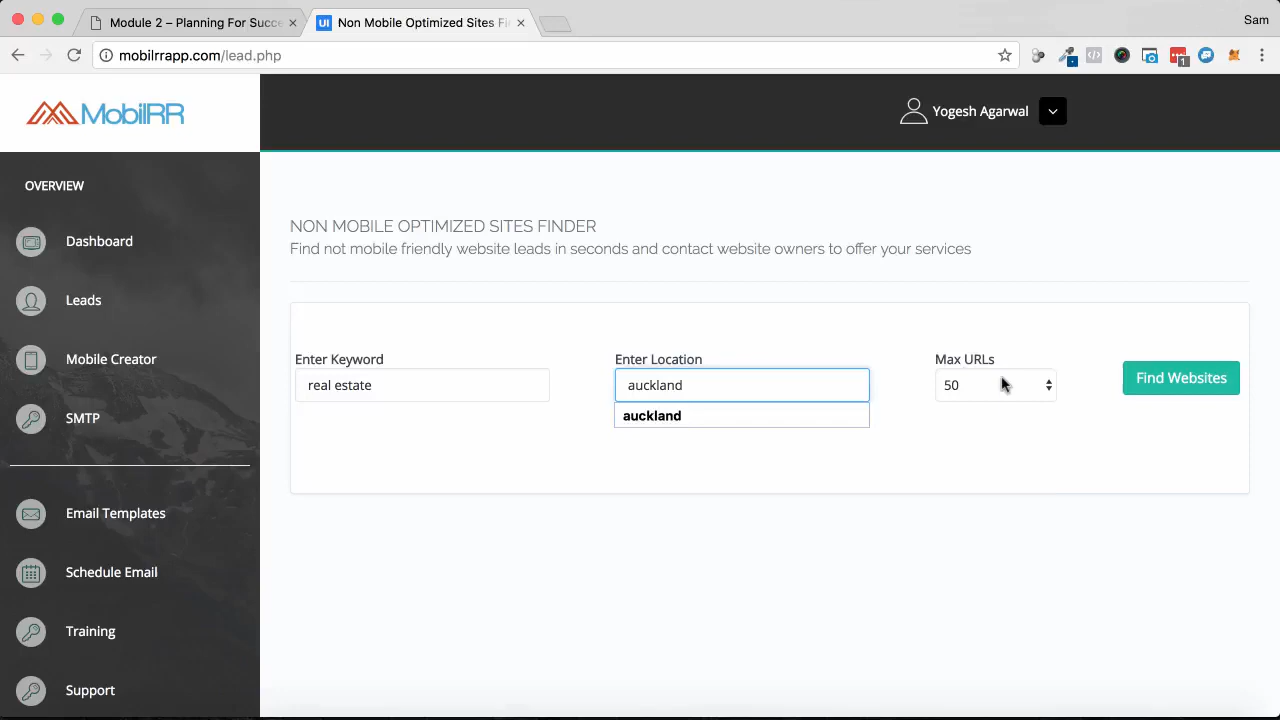 Module 2 – Planning For Succe
Non Mobile Optimized Sites Fi
Sam
mobilrrapp.com/lead.php
1
MobilRR
Yogesh Agarwal
OVERVIEW
Dashboard
Leads
Mobile Creator
SMTP
Email Templates
Schedule Email
Training
Support
NON MOBILE OPTIMIZED SITES FINDER
Find not mobile friendly website leads in seconds and contact website owners to offer your services
Enter Keyword
real estate
Enter Location
auckland
auckland
Max URLs
50
Find Websites